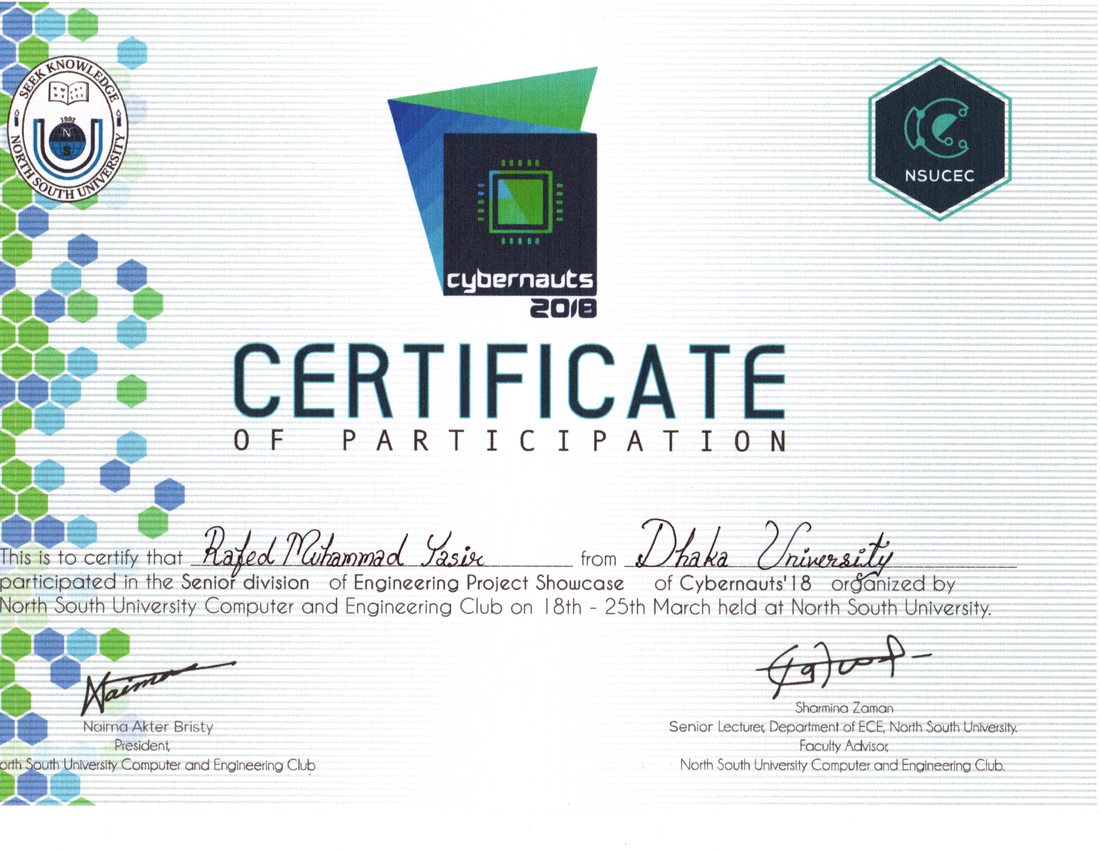 SEEK KNOWLEDGE
1992
N
S
NORTH SOUTH UNIVERSITY
NSUCEC
cybernauts
2018
CERTIFICATE
OF PARTICIPATION
This is to certify that Rafed Muhammad Yasir from Dhaka University
participated in the Senior division of Engineering Project Showcase of Cybernauts'18 organized by
North South University Computer and Engineering Club on 18th - 25th March held at North South University.
Naima
Naima Akter Bristy
President,
orth South University Computer and Engineering Club
Sharmina Zaman
Senior Lecturer, Department of ECE, North South University.
Faculty Advisor,
North South University Computer and Engineering Club.